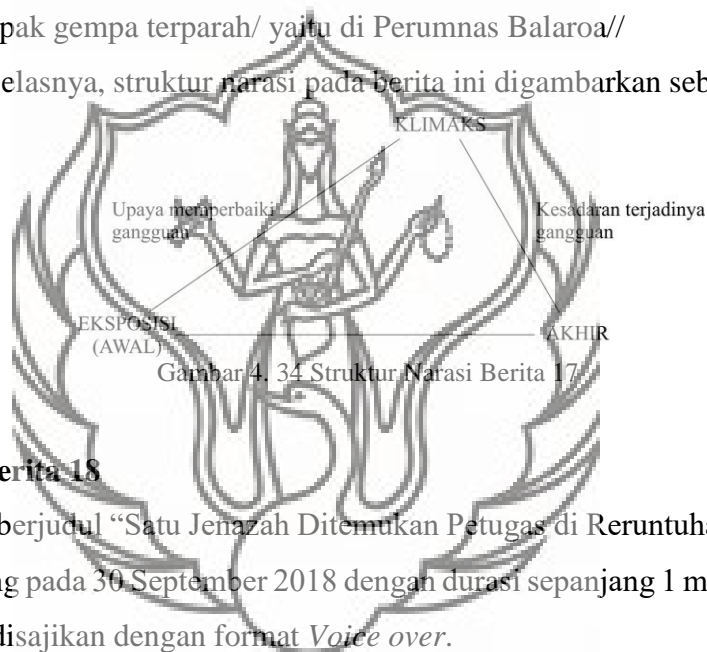 pak gempa terparah/ yaitu di Perumnas Balaroa//
elasnya, struktur narasi pada berita ini digambarkan seb
KLIMAKS
Upaya memperbaiki
gangguan
Kesadaran terjadinya
gangguan
EKSPOSISI
(AWAL)
AKHIR
Gambar 4. 34 Struktur Narasi Berita 17
erita 18
berjudul “Satu Jenazah Ditemukan Petugas di Reruntuha
ng pada 30 September 2018 dengan durasi sepanjang 1 m
disajikan dengan format Voice over.